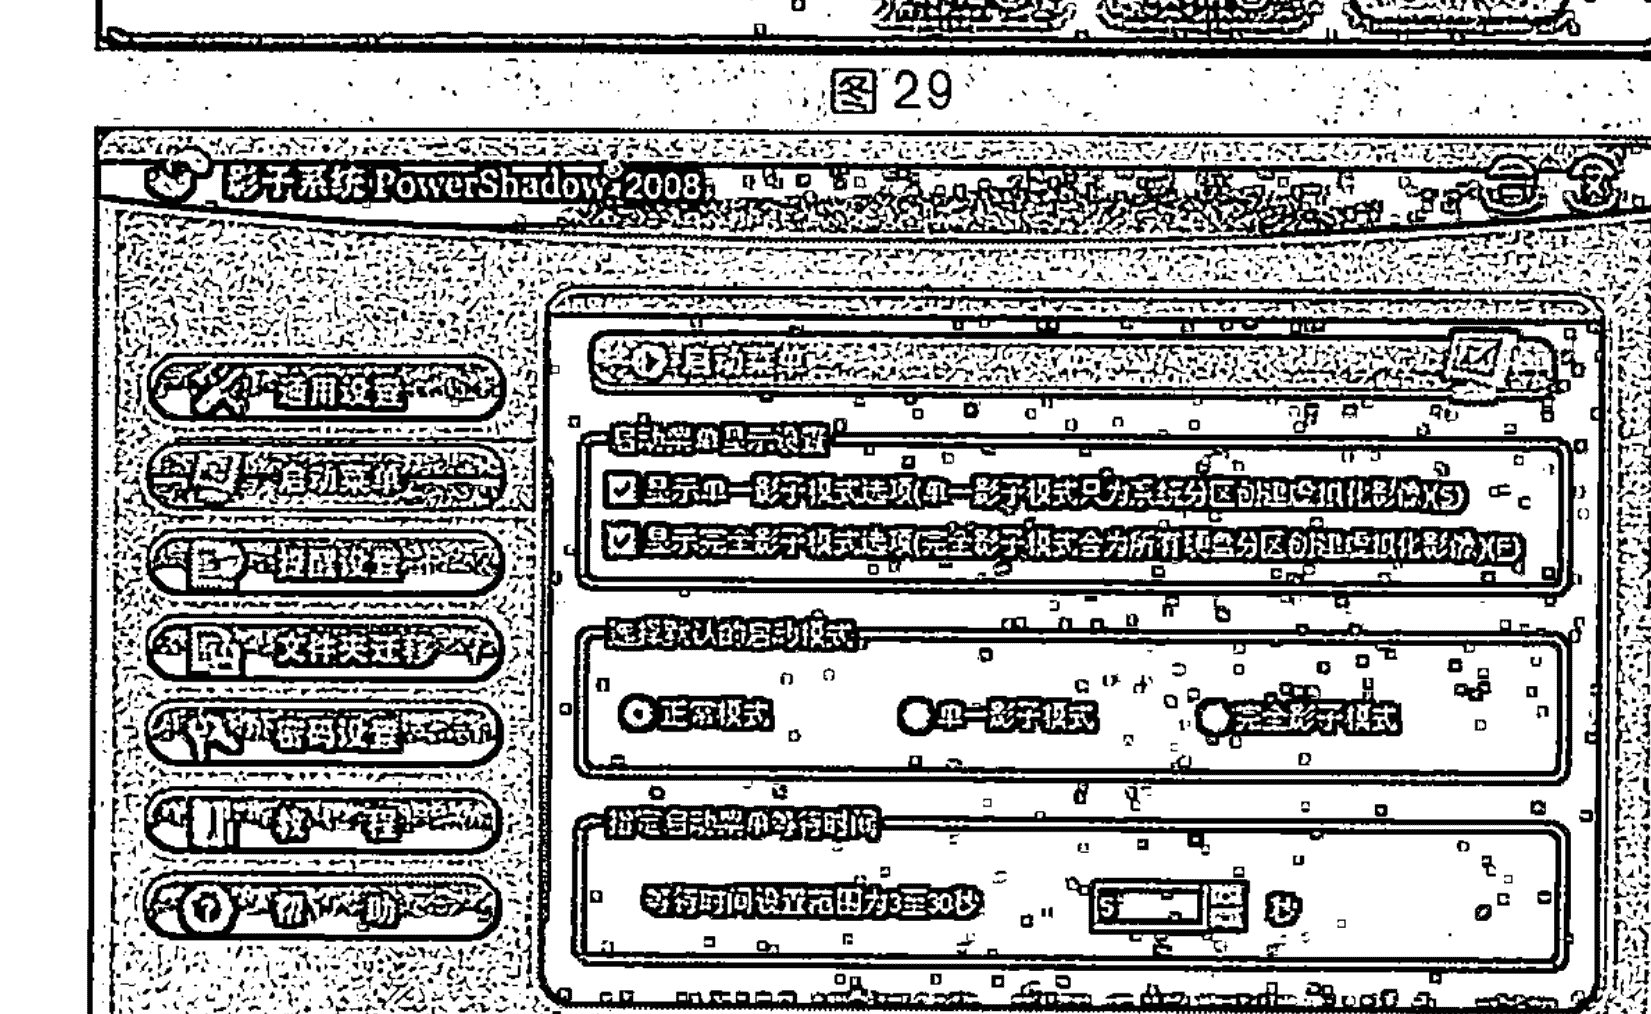 图29
影子系统 PowerShadow 2008
启动菜单
通用设置
启动菜单显示设置
启动菜单
显示单一影子模式选项(单一影子模式只为系统分区创建虚拟化影像)(S)
提醒设置
显示完全影子模式选项(完全影子模式会为所有硬盘分区创建虚拟化影像)(F)
文件夹迁移
选择默认的启动模式
密码设置
正常模式 单一影子模式 完全影子模式
教 程
指定启动菜单等待时间
帮 助
等待时间设置范围为3至30秒 5 秒